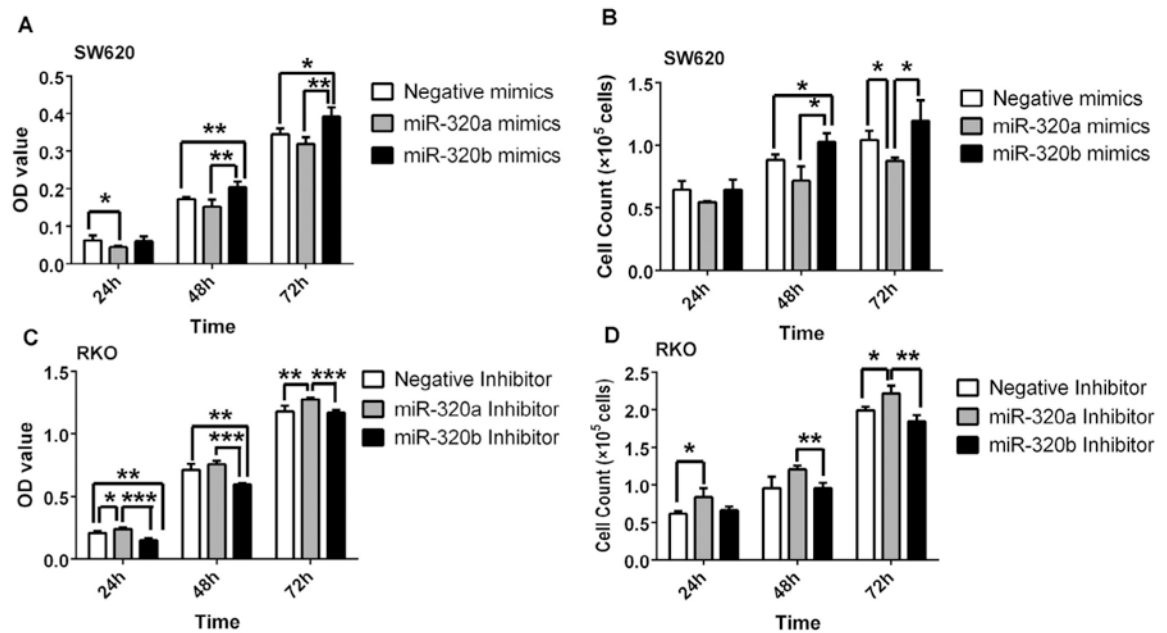 A
SW620
OD value
0.5
0.4
0.3
0.2
0.1
0.0
*
**
**
*
**
24h
48h
72h
Time
Negative mimics
miR-320a mimics
miR-320b mimics
B
SW620
Cell Count (×10⁵ cells)
1.5
1.0
0.5
0.0
*
*
*
*
24h
48h
72h
Time
Negative mimics
miR-320a mimics
miR-320b mimics
C
RKO
OD value
1.5
1.0
0.5
0.0
**
*
***
**
***
**
***
24h
48h
72h
Time
Negative Inhibitor
miR-320a Inhibitor
miR-320b Inhibitor
D
RKO
Cell Count (×10⁵ cells)
2.5
2.0
1.5
1.0
0.5
0.0
*
**
*
**
24h
48h
72h
Time
Negative Inhibitor
miR-320a Inhibitor
miR-320b Inhibitor